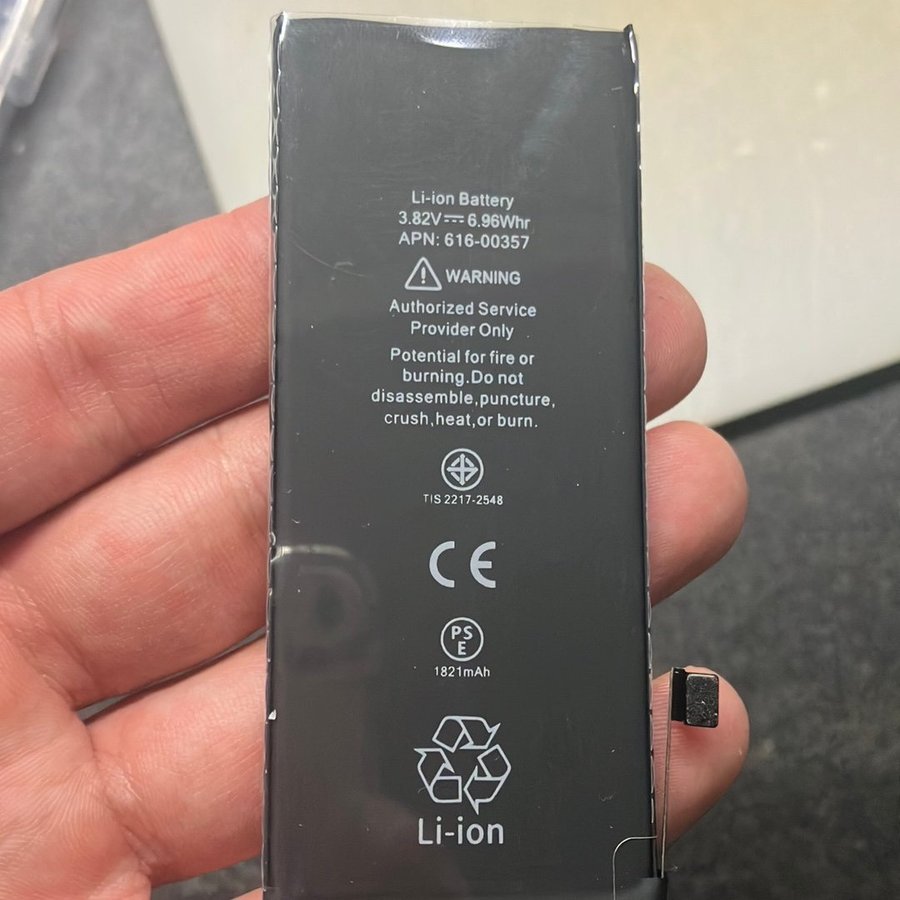 Li-ion Battery
3.82V⎓6.96Whr
APN: 616-00357
WARNING
Authorized Service
Provider Only
Potential for fire or
burning.Do not
disassemble,puncture,
crush,heat,or burn.
TIS 2217-2548
CE
PS
E
1821mAh
Li-ion